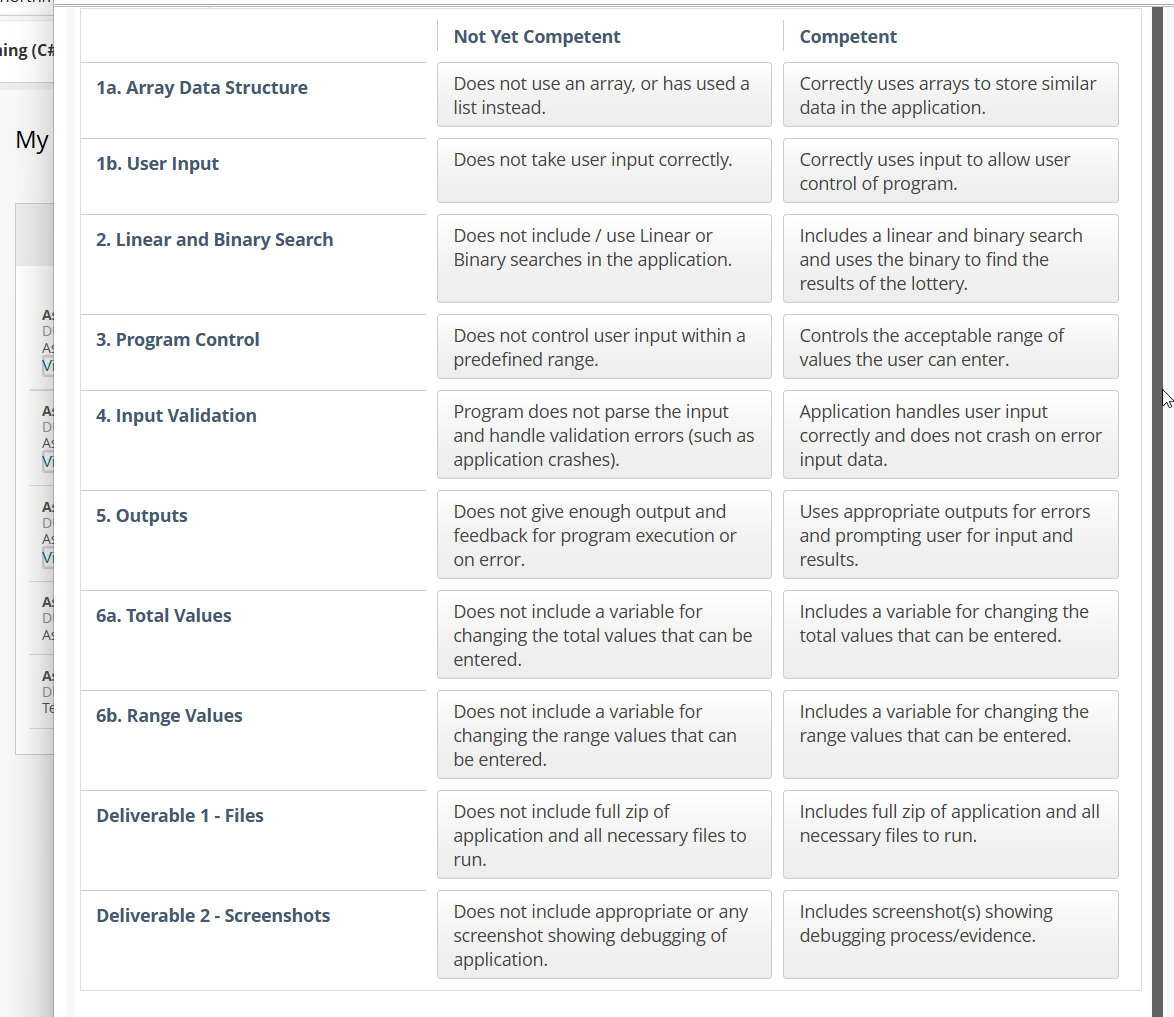 ning (C#
My
Not Yet Competent
Competent
1a. Array Data Structure
Does not use an array, or has used a
list instead.
Correctly uses arrays to store similar
data in the application.
1b. User Input
Does not take user input correctly.
Correctly uses input to allow user
control of program.
2. Linear and Binary Search
Does not include / use Linear or
Binary searches in the application.
Includes a linear and binary search
and uses the binary to find the
results of the lottery.
3. Program Control
Does not control user input within a
predefined range.
Controls the acceptable range of
values the user can enter.
4. Input Validation
Program does not parse the input
and handle validation errors (such as
application crashes).
Application handles user input
correctly and does not crash on error
input data.
5. Outputs
Does not give enough output and
feedback for program execution or
on error.
Uses appropriate outputs for errors
and prompting user for input and
results.
6a. Total Values
Does not include a variable for
changing the total values that can be
entered.
Includes a variable for changing the
total values that can be entered.
6b. Range Values
Does not include a variable for
changing the range values that can
be entered.
Includes a variable for changing the
range values that can be entered.
Deliverable 1 - Files
Does not include full zip of
application and all necessary files to
run.
Includes full zip of application and all
necessary files to run.
Deliverable 2 - Screenshots
Does not include appropriate or any
screenshot showing debugging of
application.
Includes screenshot(s) showing
debugging process/evidence.